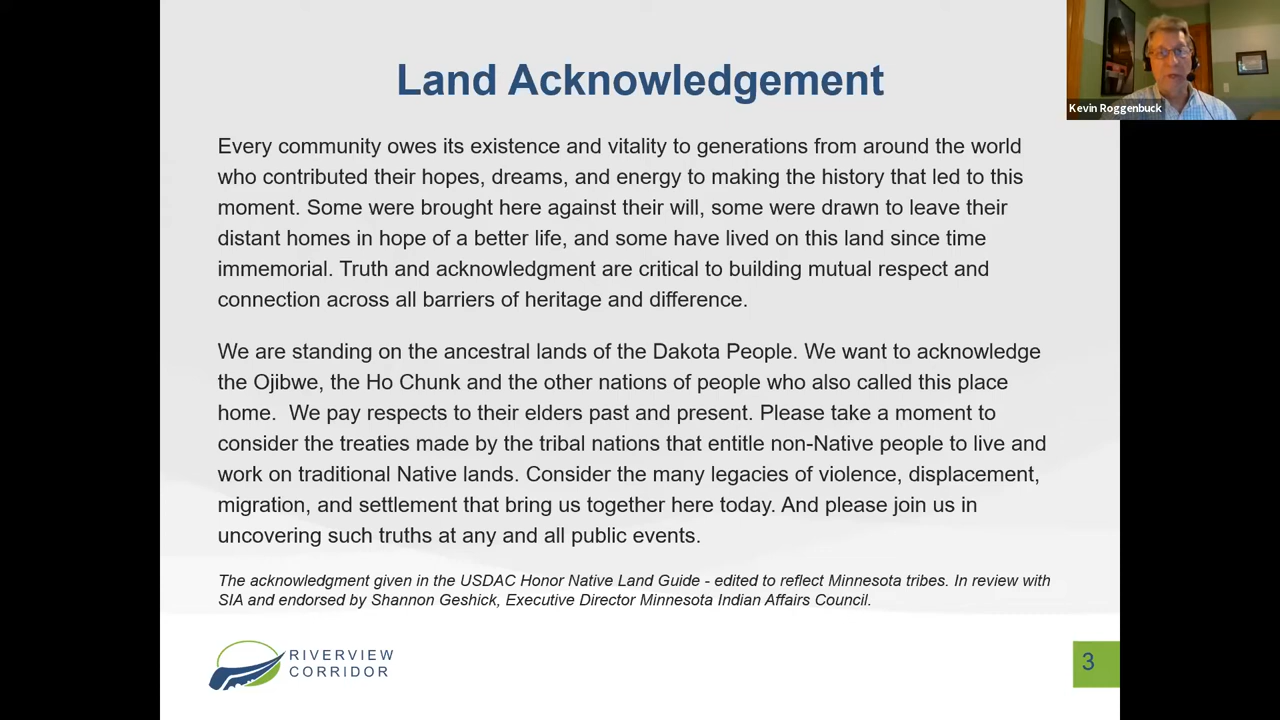 Land Acknowledgement
Kevin Roggenbuck
Every community owes its existence and vitality to generations from around the world
who contributed their hopes, dreams, and energy to making the history that led to this
moment. Some were brought here against their will, some were drawn to leave their
distant homes in hope of a better life, and some have lived on this land since time
immemorial. Truth and acknowledgment are critical to building mutual respect and
connection across all barriers of heritage and difference.
We are standing on the ancestral lands of the Dakota People. We want to acknowledge
the Ojibwe, the Ho Chunk and the other nations of people who also called this place
home.  We pay respects to their elders past and present. Please take a moment to
consider the treaties made by the tribal nations that entitle non-Native people to live and
work on traditional Native lands. Consider the many legacies of violence, displacement,
migration, and settlement that bring us together here today. And please join us in
uncovering such truths at any and all public events.
The acknowledgment given in the USDAC Honor Native Land Guide - edited to reflect Minnesota tribes. In review with
SIA and endorsed by Shannon Geshick, Executive Director Minnesota Indian Affairs Council.
RIVERVIEW
CORRIDOR
3